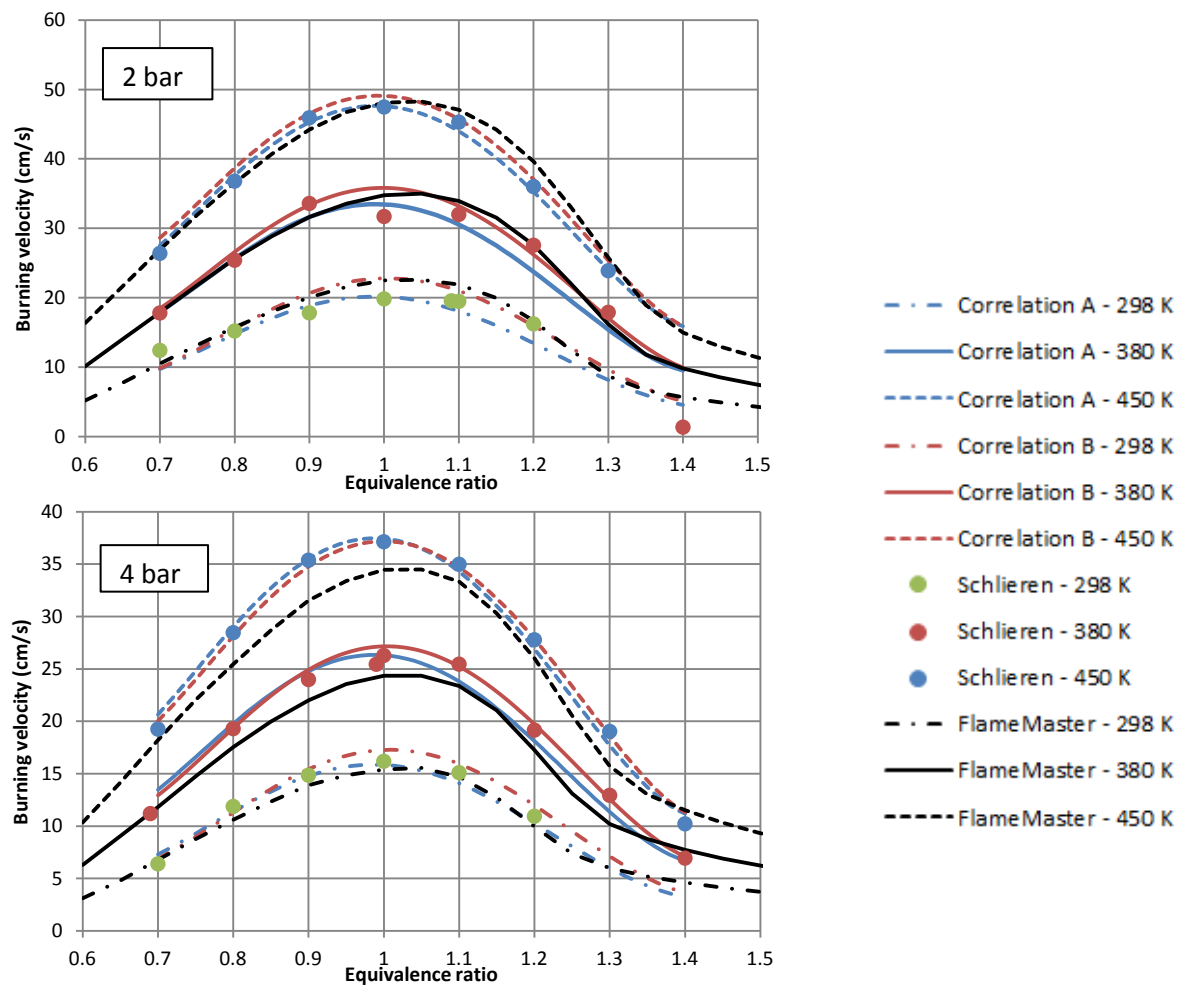 60
50
40
30
20
10
0
Burning velocity (cm/s)
2 bar
0.6 0.7 0.8 0.9 1 1.1 1.2 1.3 1.4 1.5
Equivalence ratio
40
35
30
25
20
15
10
5
0
Burning velocity (cm/s)
4 bar
0.6 0.7 0.8 0.9 1 1.1 1.2 1.3 1.4 1.5
Equivalence ratio
Correlation A - 298 K
Correlation A - 380 K
Correlation A - 450 K
Correlation B - 298 K
Correlation B - 380 K
Correlation B - 450 K
Schlieren - 298 K
Schlieren - 380 K
Schlieren - 450 K
FlameMaster - 298 K
FlameMaster - 380 K
FlameMaster - 450 K